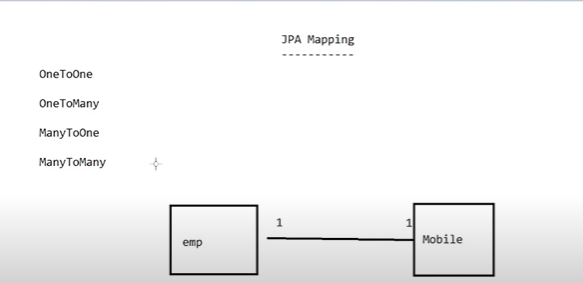 JPA Mapping
-----------
OneToOne
OneToMany
ManyToOne
ManyToMany
1 1
emp Mobile